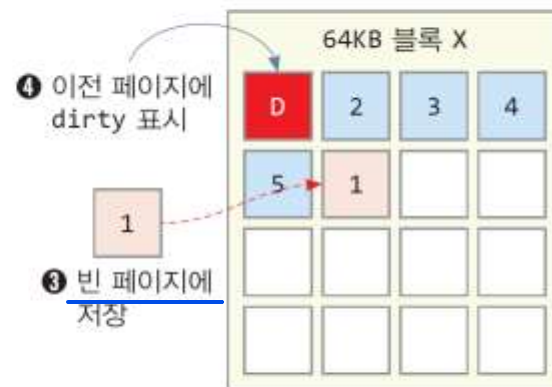 64KB 블록 X
❹ 이전 페이지에
dirty 표시
D 2 3 4
5 1
1
❸ 빈 페이지에
저장